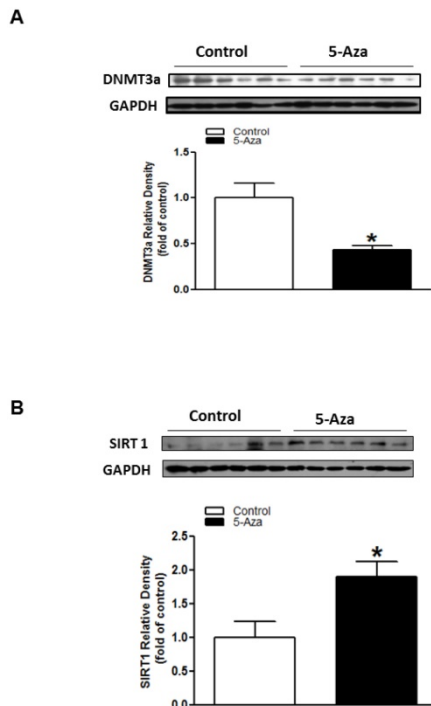 A
Control 5-Aza
DNMT3a
GAPDH
Control
5-Aza
DNMT3a Relative Density
(fold of control)
1.5
1.0
0.5
0.0
*
B
Control 5-Aza
SIRT 1
GAPDH
Control
5-Aza
SIRT1 Relative Density
(fold of control)
2.5
2.0
1.5
1.0
0.5
0.0
*